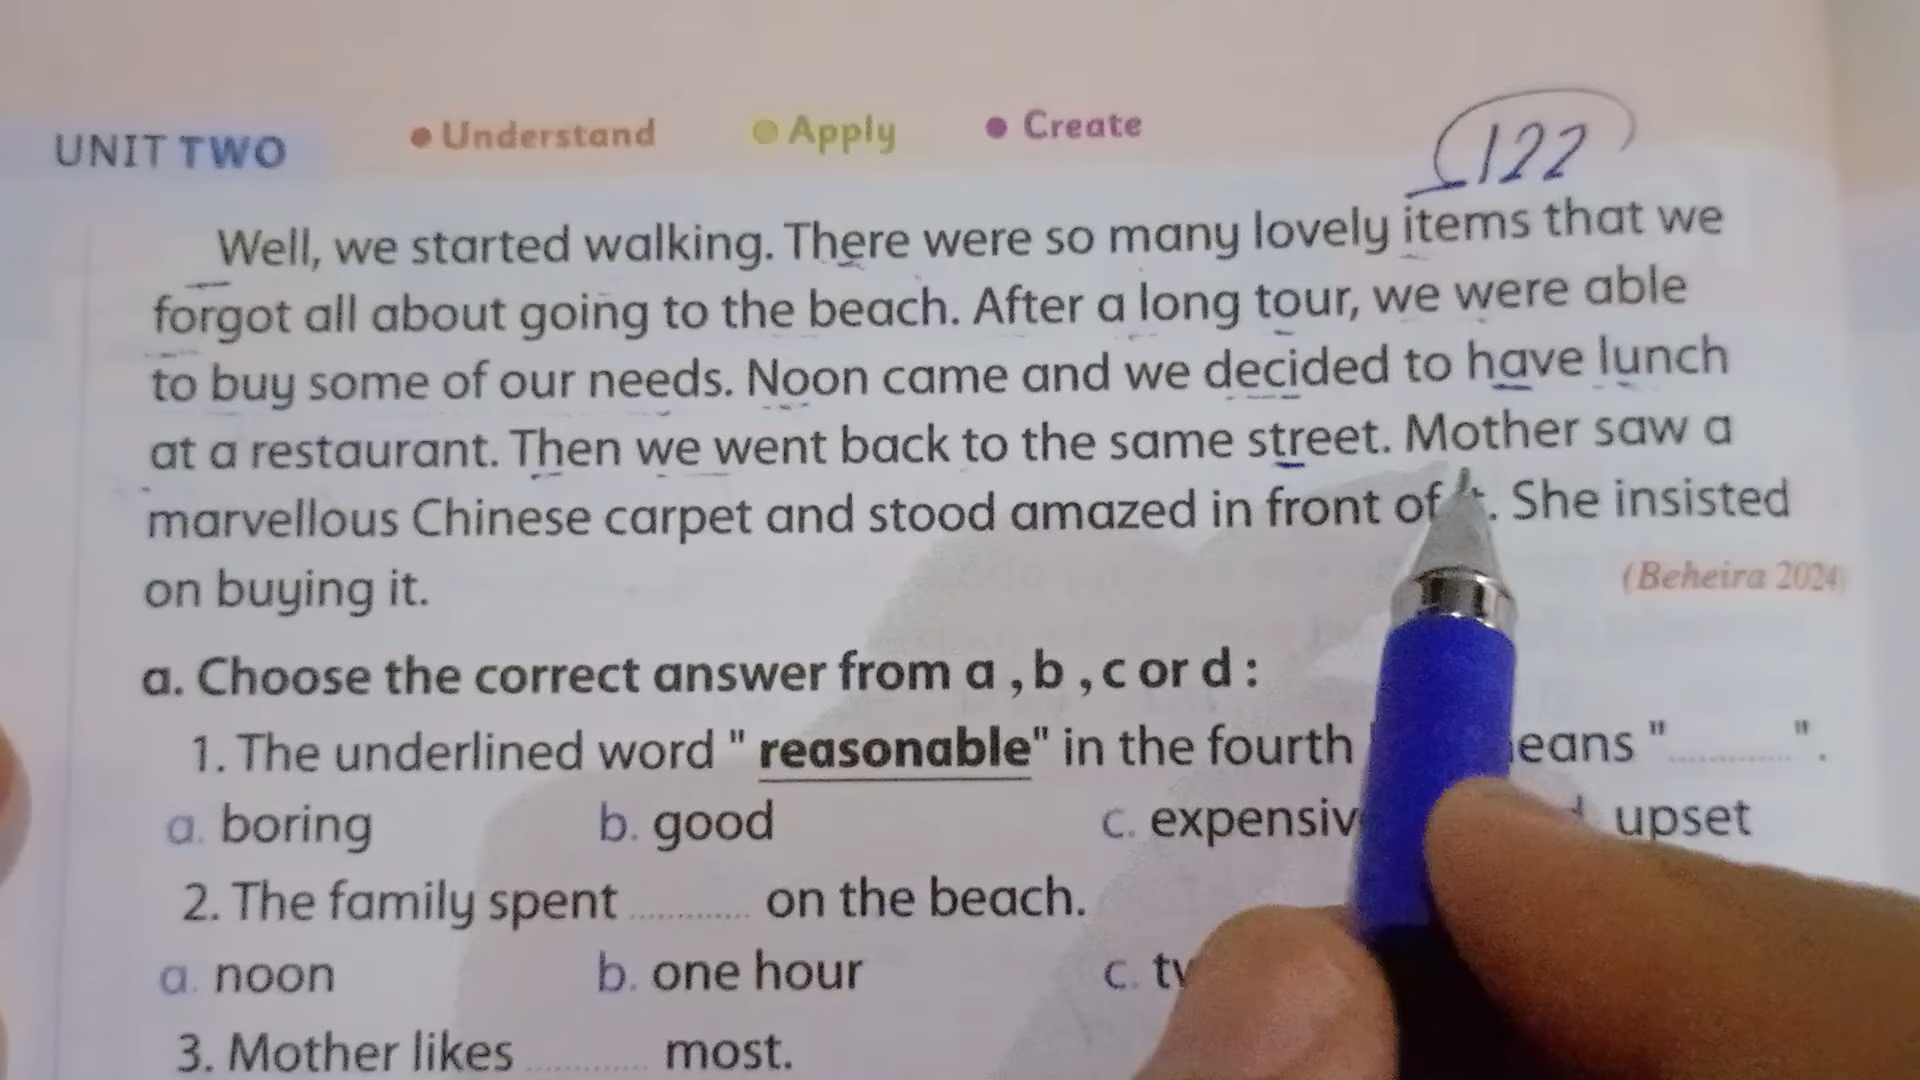 UNIT TWO
Understand
Apply
Create
122
Well, we started walking. There were so many lovely items that we
forgot all about going to the beach. After a long tour, we were able
to buy some of our needs. Noon came and we decided to have lunch
at a restaurant. Then we went back to the same street. Mother saw a
marvellous Chinese carpet and stood amazed in front of . She insisted
on buying it.
(Beheira 2024)
a. Choose the correct answer from a , b , c or d :
1. The underlined word " reasonable" in the fourth eans " ............ ".
a. boring b. good c. expensiv d. upset
2. The family spent ............ on the beach.
a. noon b. one hour c.
3. Mother likes ............ most.